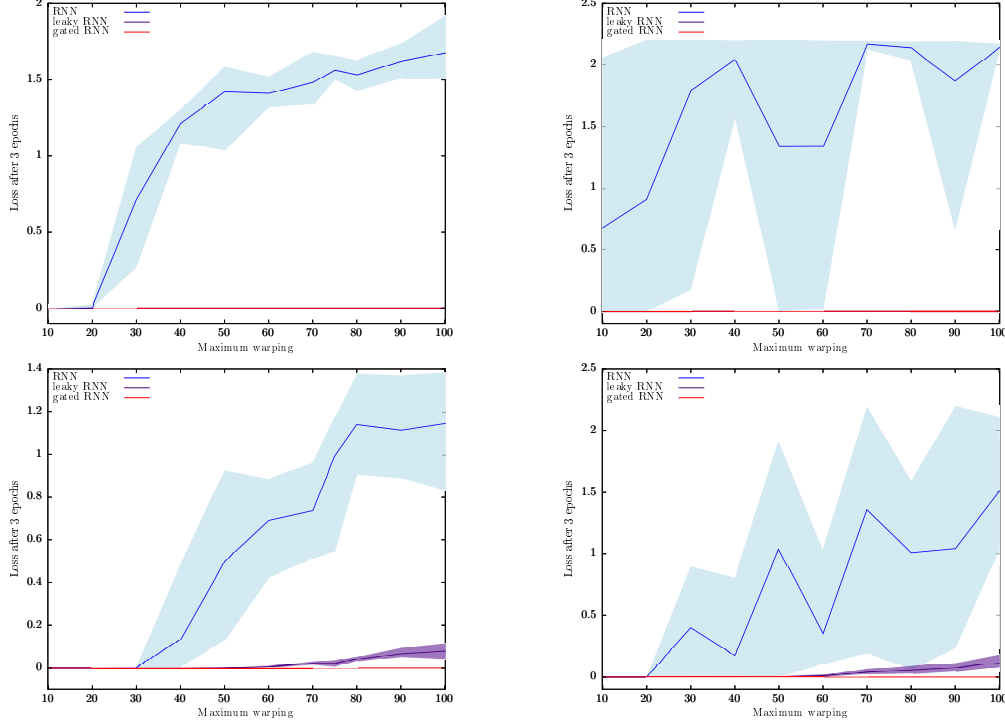 2
RNN
leaky RNN
gated RNN
1.5
1
0.5
0
Loss after 3 epochs
10 20 30 40 50 60 70 80 90 100
Maximum warping
2.5
RNN
leaky RNN
gated RNN
2
1.5
1
0.5
0
Loss after 3 epochs
10 20 30 40 50 60 70 80 90 100
Maximum warping
1.4
RNN
leaky RNN
gated RNN
1.2
1
0.8
0.6
0.4
0.2
0
Loss after 3 epochs
10 20 30 40 50 60 70 80 90 100
Maximum warping
2.5
RNN
leaky RNN
gated RNN
2
1.5
1
0.5
0
Loss after 3 epochs
10 20 30 40 50 60 70 80 90 100
Maximum warping